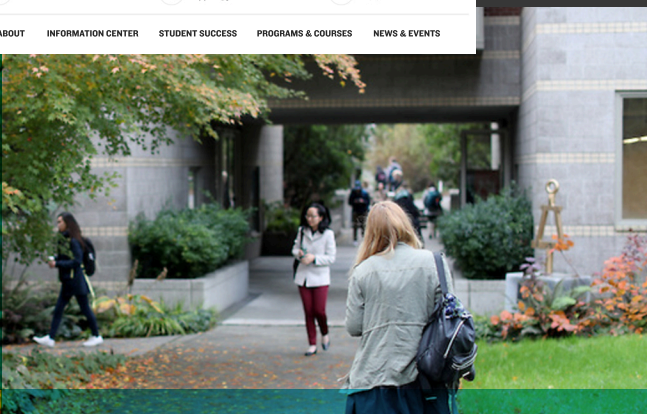 ABOUT
INFORMATION CENTER
STUDENT SUCCESS
PROGRAMS & COURSES
NEWS & EVENTS